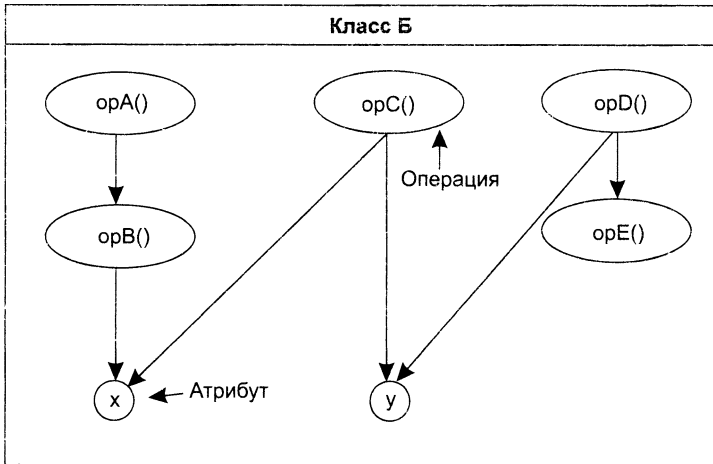 Класс Б
opA()
opC()
opD()
Операция
opB()
opE()
x
Атрибут
y